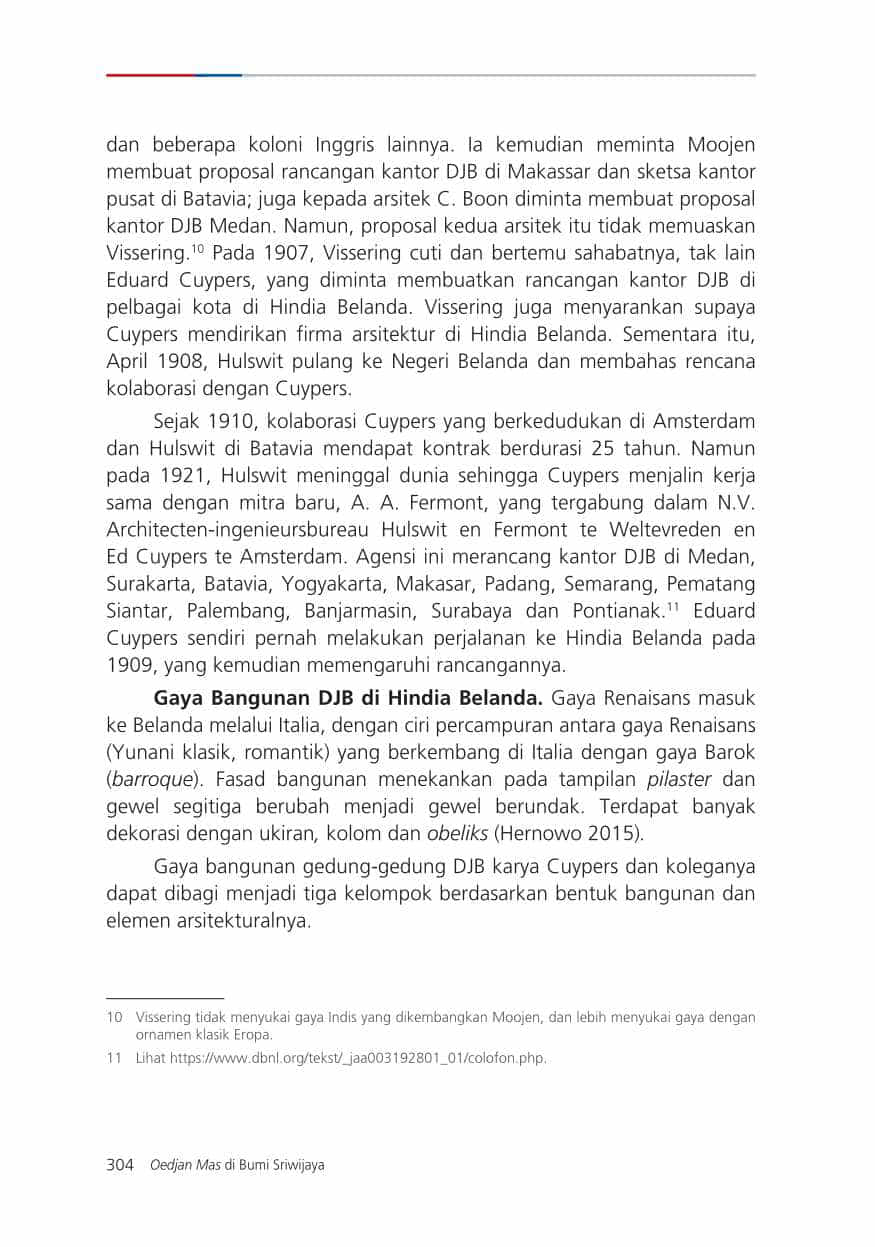 dan beberapa koloni Inggris lainnya. Ia kemudian meminta Moojen
membuat proposal rancangan kantor DJB di Makassar dan sketsa kantor
pusat di Batavia; juga kepada arsitek C. Boon diminta membuat proposal
kantor DJB Medan. Namun, proposal kedua arsitek itu tidak memuaskan
Vissering.10 Pada 1907, Vissering cuti dan bertemu sahabatnya, tak lain
Eduard Cuypers, yang diminta membuatkan rancangan kantor DJB di
pelbagai kota di Hindia Belanda. Vissering juga menyarankan supaya
Cuypers mendirikan firma arsitektur di Hindia Belanda. Sementara itu,
April 1908, Hulswit pulang ke Negeri Belanda dan membahas rencana
kolaborasi dengan Cuypers.
Sejak 1910, kolaborasi Cuypers yang berkedudukan di Amsterdam
dan Hulswit di Batavia mendapat kontrak berdurasi 25 tahun. Namun
pada 1921, Hulswit meninggal dunia sehingga Cuypers menjalin kerja
sama dengan mitra baru, A. A. Fermont, yang tergabung dalam N.V.
Architecten-ingenieursbureau Hulswit en Fermont te Weltevreden en
Ed Cuypers te Amsterdam. Agensi ini merancang kantor DJB di Medan,
Surakarta, Batavia, Yogyakarta, Makasar, Padang, Semarang, Pematang
Siantar, Palembang, Banjarmasin, Surabaya dan Pontianak.11 Eduard
Cuypers sendiri pernah melakukan perjalanan ke Hindia Belanda pada
1909, yang kemudian memengaruhi rancangannya.
Gaya Bangunan DJB di Hindia Belanda. Gaya Renaisans masuk
ke Belanda melalui Italia, dengan ciri percampuran antara gaya Renaisans
(Yunani klasik, romantik) yang berkembang di Italia dengan gaya Barok
(barroque). Fasad bangunan menekankan pada tampilan pilaster dan
gewel segitiga berubah menjadi gewel berundak. Terdapat banyak
dekorasi dengan ukiran, kolom dan obeliks (Hernowo 2015).
Gaya bangunan gedung-gedung DJB karya Cuypers dan koleganya
dapat dibagi menjadi tiga kelompok berdasarkan bentuk bangunan dan
elemen arsitekturalnya.
10 Vissering tidak menyukai gaya Indis yang dikembangkan Moojen, dan lebih menyukai gaya dengan
ornamen klasik Eropa.
11 Lihat https://www.dbnl.org/tekst/_jaa003192801_01/colofon.php.
304 Oedjan Mas di Bumi Sriwijaya